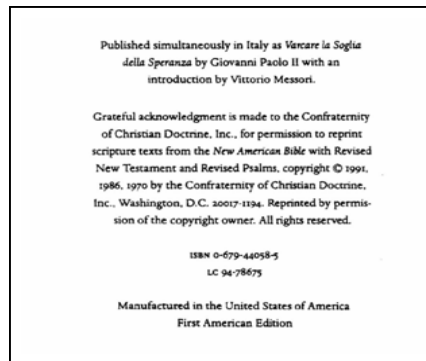 Published simultaneously in Italy as Varcare la Soglia
della Speranza by Giovanni Paolo II with an
introduction by Vittorio Messori.
Grateful acknowledgment is made to the Confraternity
of Christian Doctrine, Inc., for permission to reprint
scripture texts from the New American Bible with Revised
New Testament and Revised Psalms, copyright © 1991,
1986, 1970 by the Confraternity of Christian Doctrine,
Inc., Washington, D.C. 20017-1194. Reprinted by permis-
sion of the copyright owner. All rights reserved.
ISBN 0-679-44058-5
LC 94-78675
Manufactured in the United States of America
First American Edition